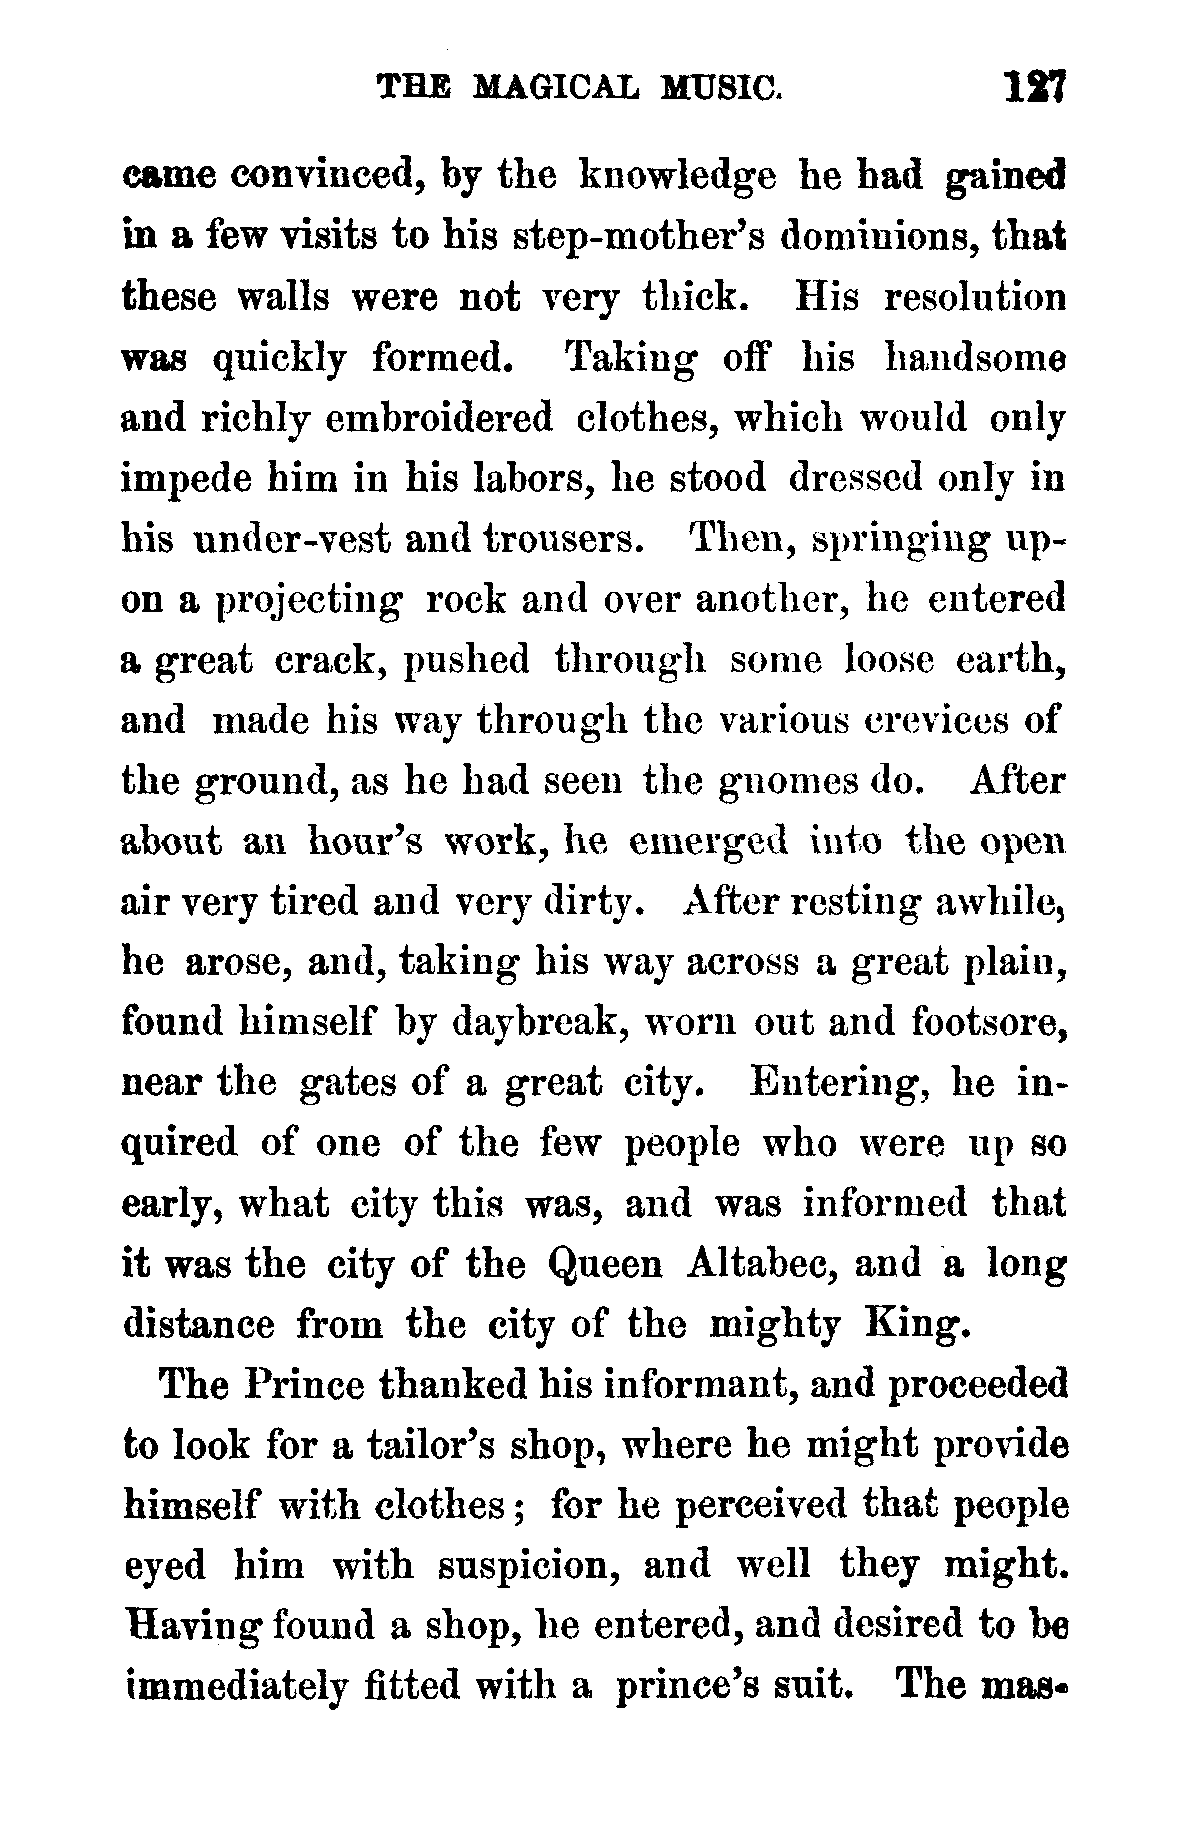 THE MAGICAL MUSIC. 127
came convinced, by the knowledge he had gained
in a few visits to his step-mother's dominions, that
these walls were not very thick. His resolution
was quickly formed. Taking off his handsome
and richly embroidered clothes, which would only
impede him in his labors, he stood dressed only in
his under-vest and trousers. Then, springing up-
on a projecting rock and over another, he entered
a great crack, pushed through some loose earth,
and made his way through the various crevices of
the ground, as he had seen the gnomes do. After
about an hour's work, he emerged into the open
air very tired and very dirty. After resting awhile,
he arose, and, taking his way across a great plain,
found himself by daybreak, worn out and footsore,
near the gates of a great city. Entering, he in-
quired of one of the few people who were up so
early, what city this was, and was informed that
it was the city of the Queen Altabec, and a long
distance from the city of the mighty King.
The Prince thanked his informant, and proceeded
to look for a tailor's shop, where he might provide
himself with clothes; for he perceived that people
eyed him with suspicion, and well they might.
Having found a shop, he entered, and desired to be
immediately fitted with a prince's suit. The mas-